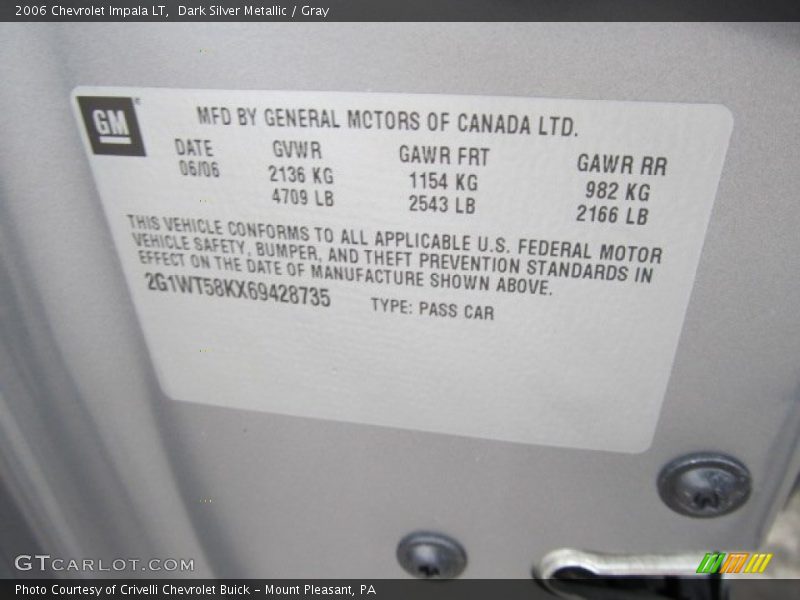 2006 Chevrolet Impala LT,  Dark Silver Metallic / Gray
GM
MFD BY GENERAL MOTORS OF CANADA LTD.
DATE GVWR GAWR FRT GAWR RR
06/06 2136 KG 1154 KG 982 KG
4709 LB 2543 LB 2166 LB
THIS VEHICLE CONFORMS TO ALL APPLICABLE U.S. FEDERAL MOTOR
VEHICLE SAFETY, BUMPER, AND THEFT PREVENTION STANDARDS IN
EFFECT ON THE DATE OF MANUFACTURE SHOWN ABOVE.
2G1WT58KX69428735 TYPE: PASS CAR
GTCARLOT.COM
Photo Courtesy of Crivelli Chevrolet Buick - Mount Pleasant, PA